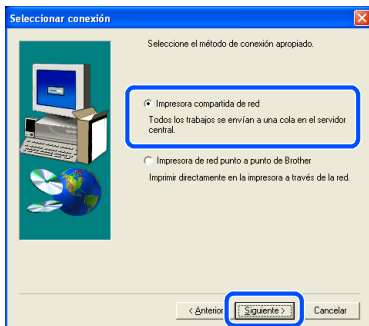 Seleccionar conexión
Seleccione el método de conexión apropiado.
Impresora compartida de red
Todos los trabajos se envían a una cola en el servidor
central.
Impresora de red punto a punto de Brother
Imprimir directamente en la impresora a través de la red.
< Anterior
Siguiente >
Cancelar